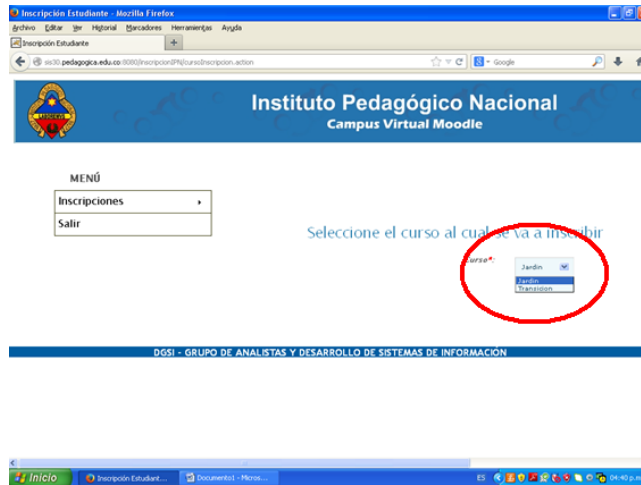 Inscripción Estudiante - Mozilla Firefox
Archivo Editar Ver Historial Marcadores Herramientas Ayuda
Inscripción Estudiante
sis30.pedagogica.edu.co:8080/InscripcionIPN/cursoInscripcion.action
Google
LABOREMUS
Instituto Pedagógico Nacional
Campus Virtual Moodle
MENÚ
Inscripciones
Salir
Seleccione el curso al cual se va a inscribir
Curso*:
Jardin
Jardin
Transicion
DGSI - GRUPO DE ANALISTAS Y DESARROLLO DE SISTEMAS DE INFORMACIÓN
Inicio
Inscripción Estudiant...
Documento1 - Micros...
ES
04:40 p.m.